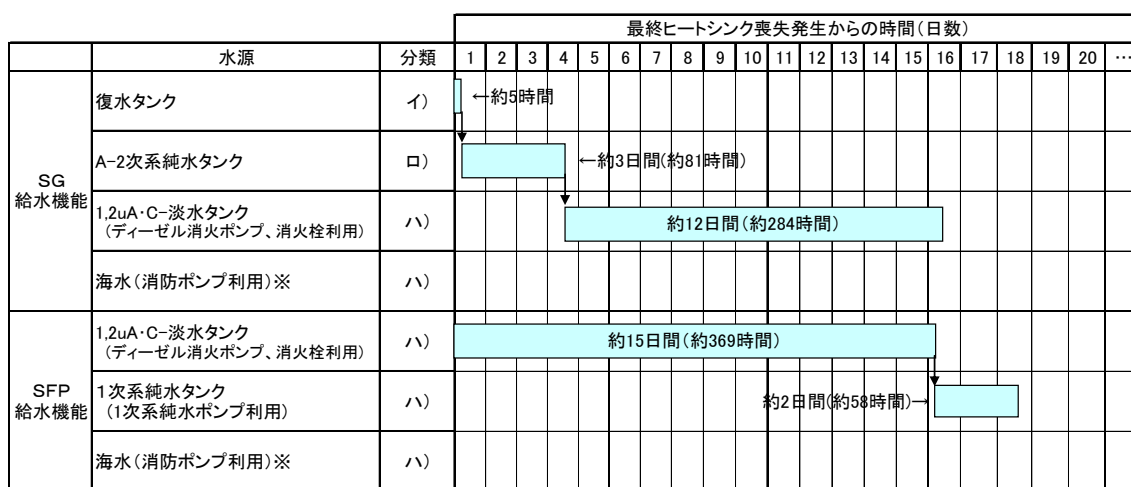 最終ヒートシンク喪失発生からの時間(日数)
水源 分類 1 2 3 4 5 6 7 8 9 10 11 12 13 14 15 16 17 18 19 20 …
SG
給水機能
復水タンク イ) ←約5時間
A-2次系純水タンク ロ) ←約3日間(約81時間)
1,2uA・C-淡水タンク
(ディーゼル消火ポンプ、消火栓利用) ハ) 約12日間(約284時間)
海水(消防ポンプ利用)※ ハ)
SFP
給水機能
1,2uA・C-淡水タンク
(ディーゼル消火ポンプ、消火栓利用) ハ) 約15日間(約369時間)
1次系純水タンク
(1次系純水ポンプ利用) ハ) 約2日間(約58時間)→
海水(消防ポンプ利用)※ ハ)